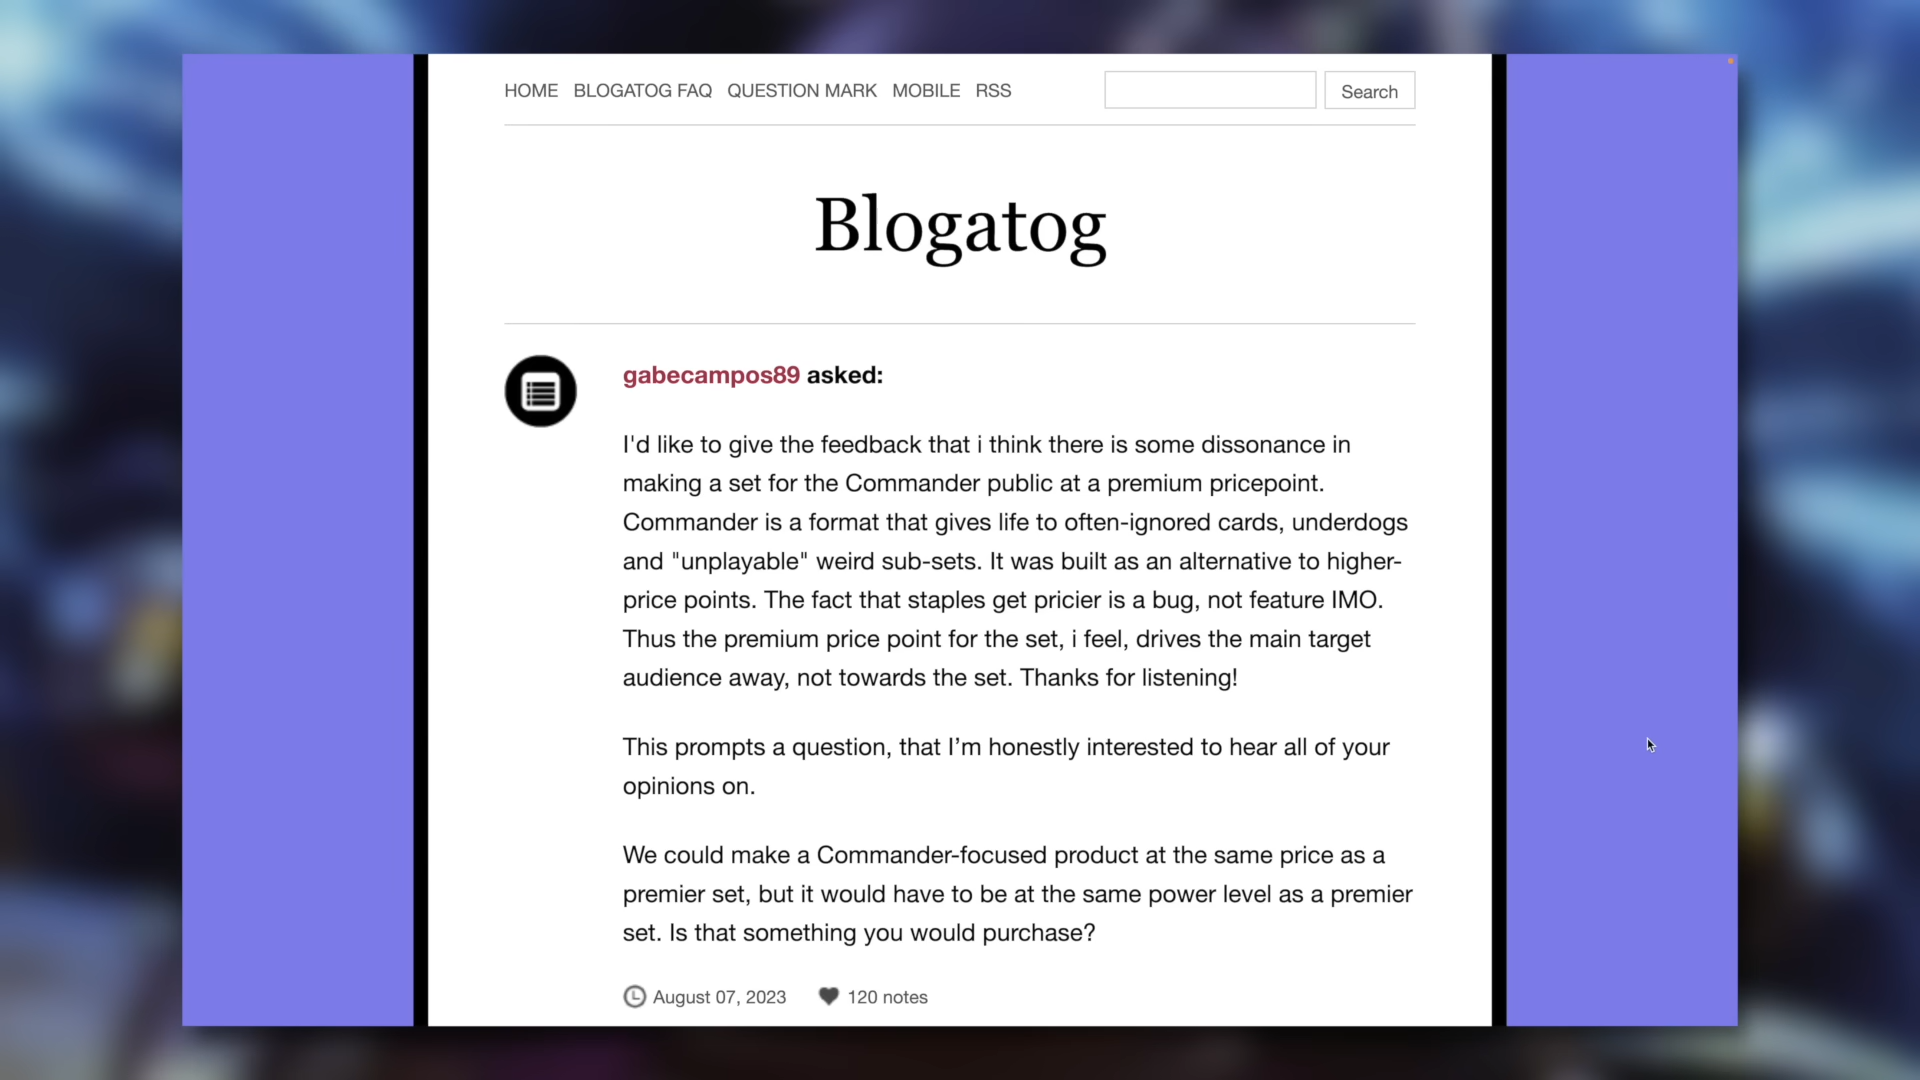 HOME BLOGATOG FAQ QUESTION MARK MOBILE RSS Search
Blogatog
gabecampos89 asked:
I'd like to give the feedback that i think there is some dissonance in
making a set for the Commander public at a premium pricepoint.
Commander is a format that gives life to often-ignored cards, underdogs
and "unplayable" weird sub-sets. It was built as an alternative to higher-
price points. The fact that staples get pricier is a bug, not feature IMO.
Thus the premium price point for the set, i feel, drives the main target
audience away, not towards the set. Thanks for listening!
This prompts a question, that I’m honestly interested to hear all of your
opinions on.
We could make a Commander-focused product at the same price as a
premier set, but it would have to be at the same power level as a premier
set. Is that something you would purchase?
August 07, 2023 120 notes